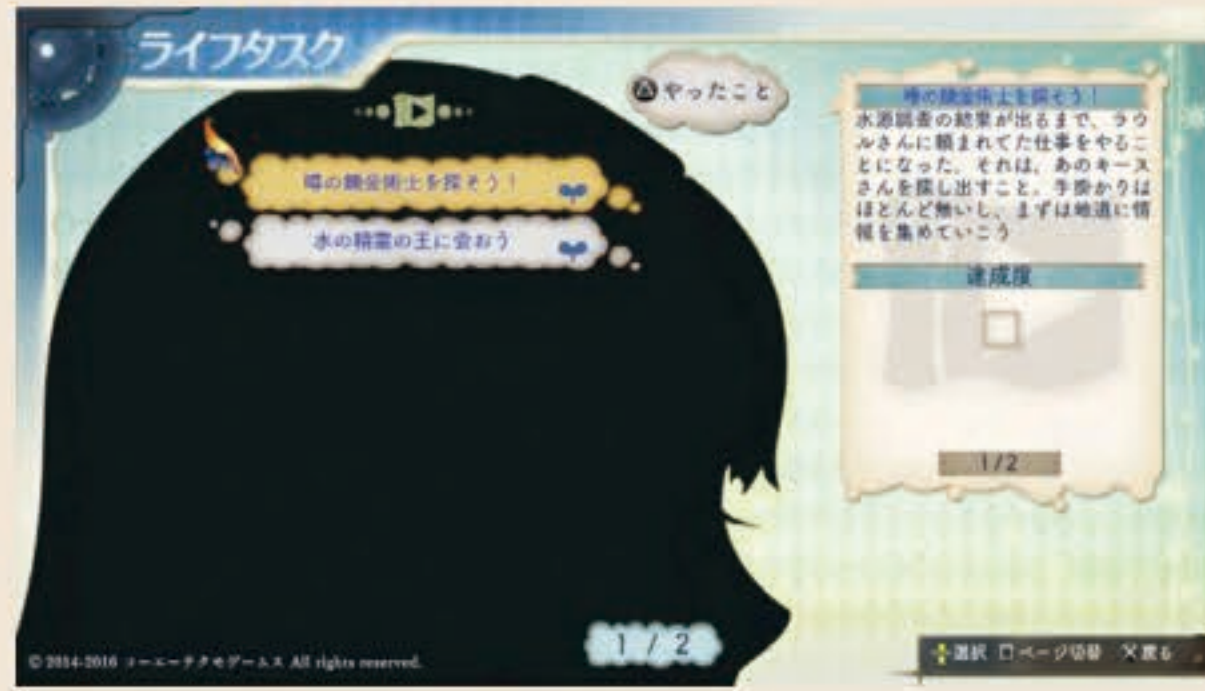 ライフタスク
△やったこと
噂の錬金術士を探そう！
水の精霊の王に会おう
噂の錬金術士を探そう！
水源調査の結果が出るまで、ラウ
ルさんに頼まれてた仕事をやるこ
とになった。それは、あのキース
さんを探し出すこと。手掛かりは
ほとんど無いし、まずは地道に情
報を集めていこう
達成度
1/2
1 / 2
© 2014-2016 コーエーテクモゲームス All rights reserved.
選択 □ページ切替 ×戻る